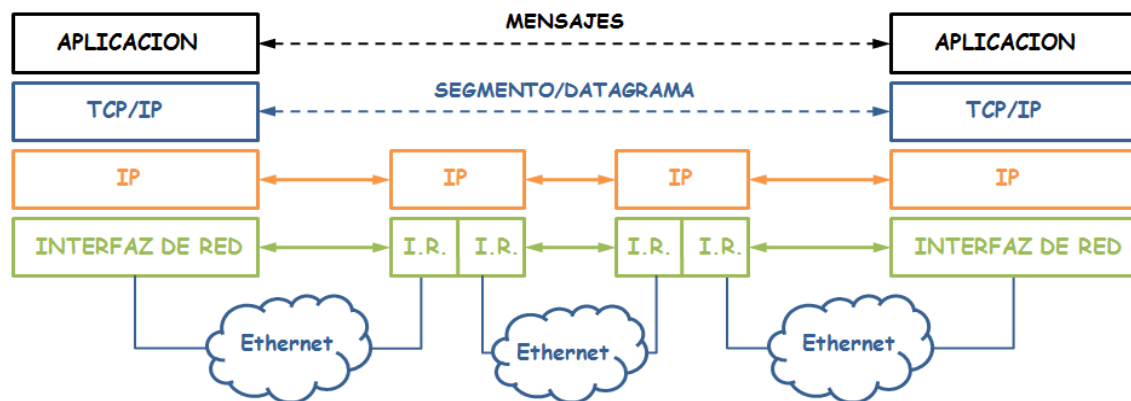 MENSAJES
APLICACION
APLICACION
SEGMENTO/DATAGRAMA
TCP/IP
TCP/IP
IP
IP
IP
IP
INTERFAZ DE RED
I.R.
I.R.
I.R.
I.R.
INTERFAZ DE RED
Ethernet
Ethernet
Ethernet